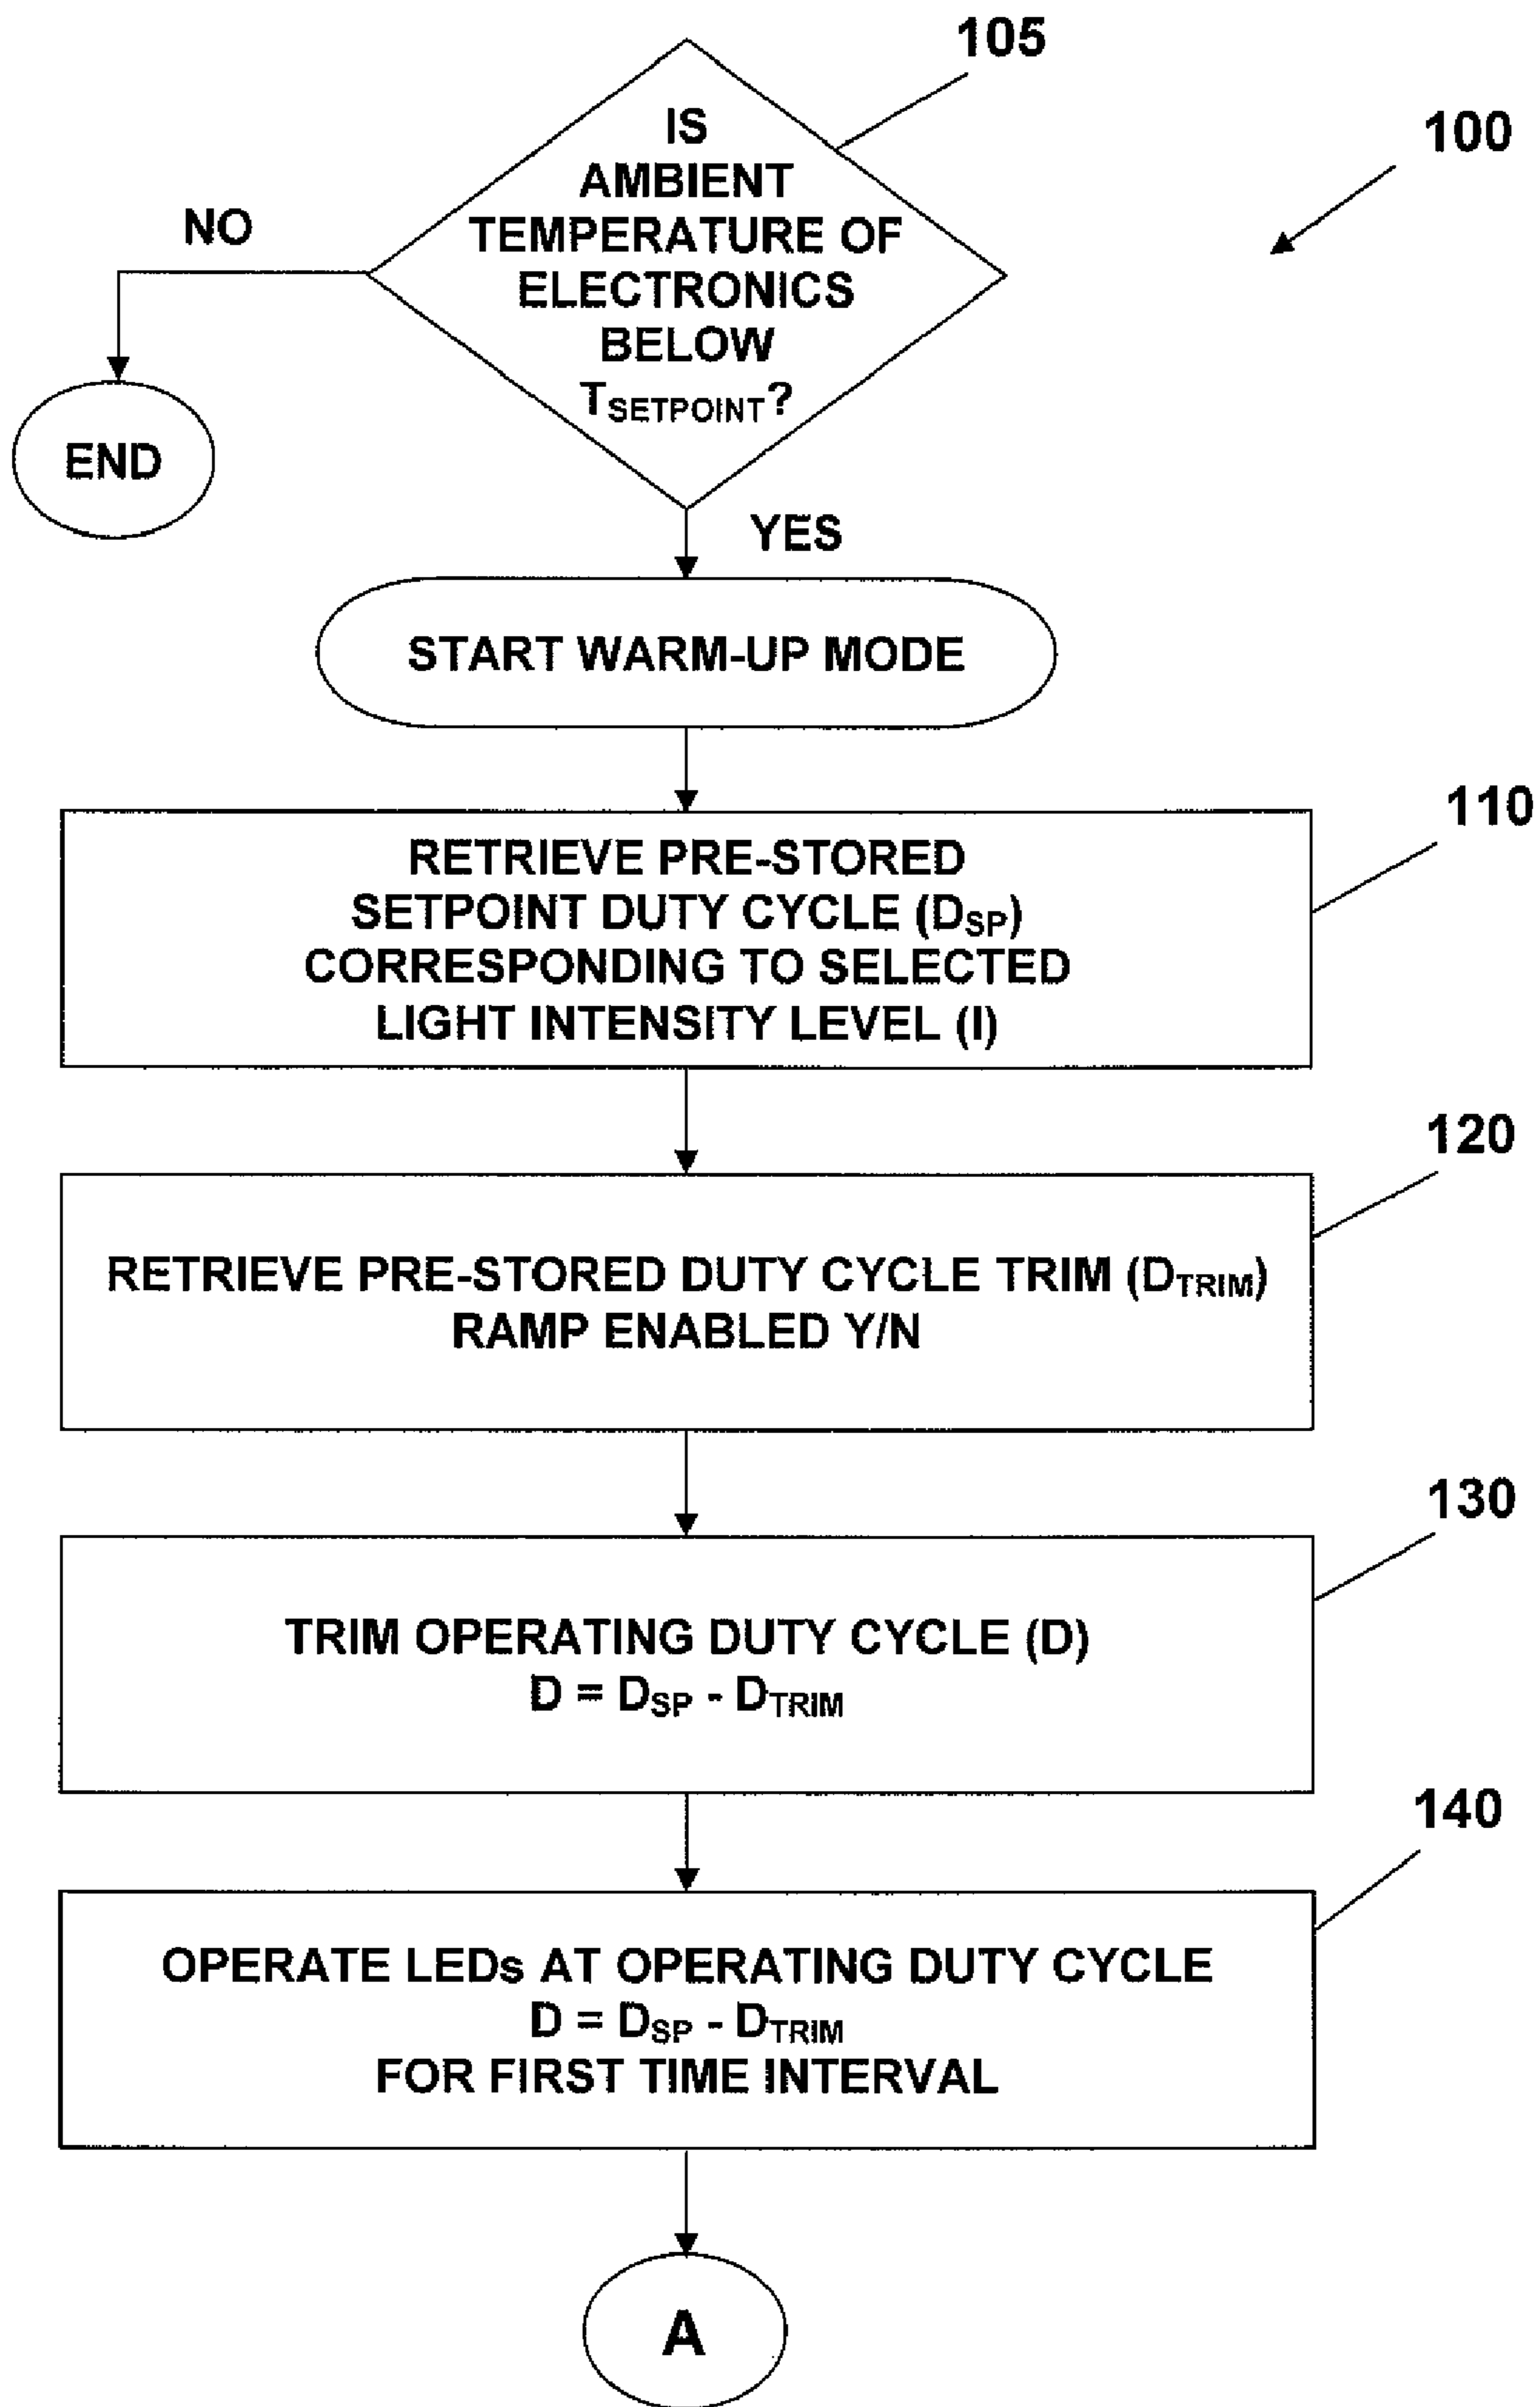 105
100
IS
AMBIENT
TEMPERATURE OF
ELECTRONICS
BELOW
TSETPOINT?
NO
END
YES
START WARM-UP MODE
110
RETRIEVE PRE-STORED
SETPOINT DUTY CYCLE (DSP)
CORRESPONDING TO SELECTED
LIGHT INTENSITY LEVEL (I)
120
RETRIEVE PRE-STORED DUTY CYCLE TRIM (DTRIM)
RAMP ENABLED Y/N
130
TRIM OPERATING DUTY CYCLE (D)
D = DSP - DTRIM
140
OPERATE LEDs AT OPERATING DUTY CYCLE
D = DSP - DTRIM
FOR FIRST TIME INTERVAL
A